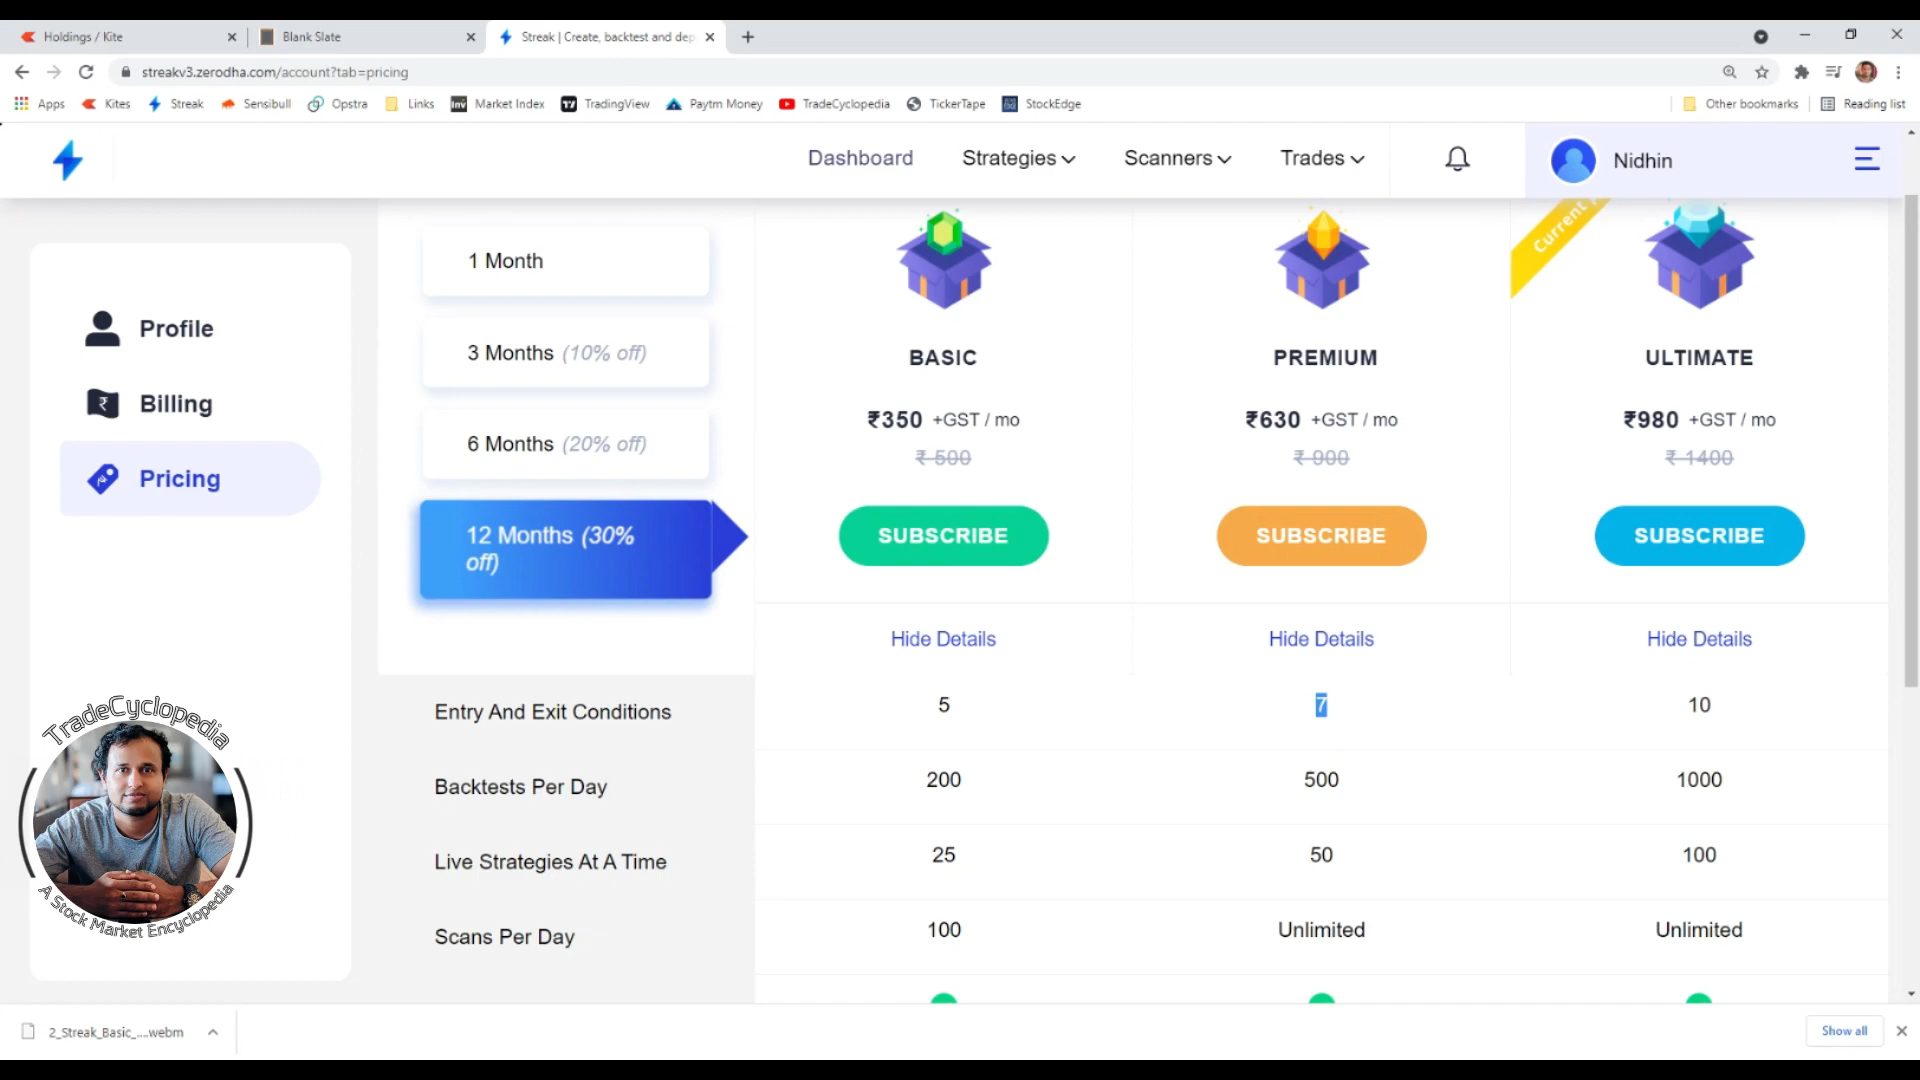 Holdings / Kite
Blank Slate
Streak | Create, backtest and dep
streakv3.zerodha.com/account?tab=pricing
Apps Kites Streak Sensibull Opstra Links Market Index TradingView Paytm Money TradeCyclopedia TickerTape StockEdge Other bookmarks Reading list
Dashboard Strategies Scanners Trades Nidhin
Current
Profile
Billing
Pricing
1 Month
3 Months (10% off)
6 Months (20% off)
12 Months (30%
off)
BASIC PREMIUM ULTIMATE
₹350 +GST / mo ₹630 +GST / mo ₹980 +GST / mo
₹ 500 ₹ 900 ₹ 1400
SUBSCRIBE SUBSCRIBE SUBSCRIBE
Hide Details Hide Details Hide Details
Entry And Exit Conditions 5 7 10
Backtests Per Day 200 500 1000
Live Strategies At A Time 25 50 100
Scans Per Day 100 Unlimited Unlimited
TradeCyclopedia
A Stock Market Encyclopedia
2_Streak_Basic_....webm
Show all